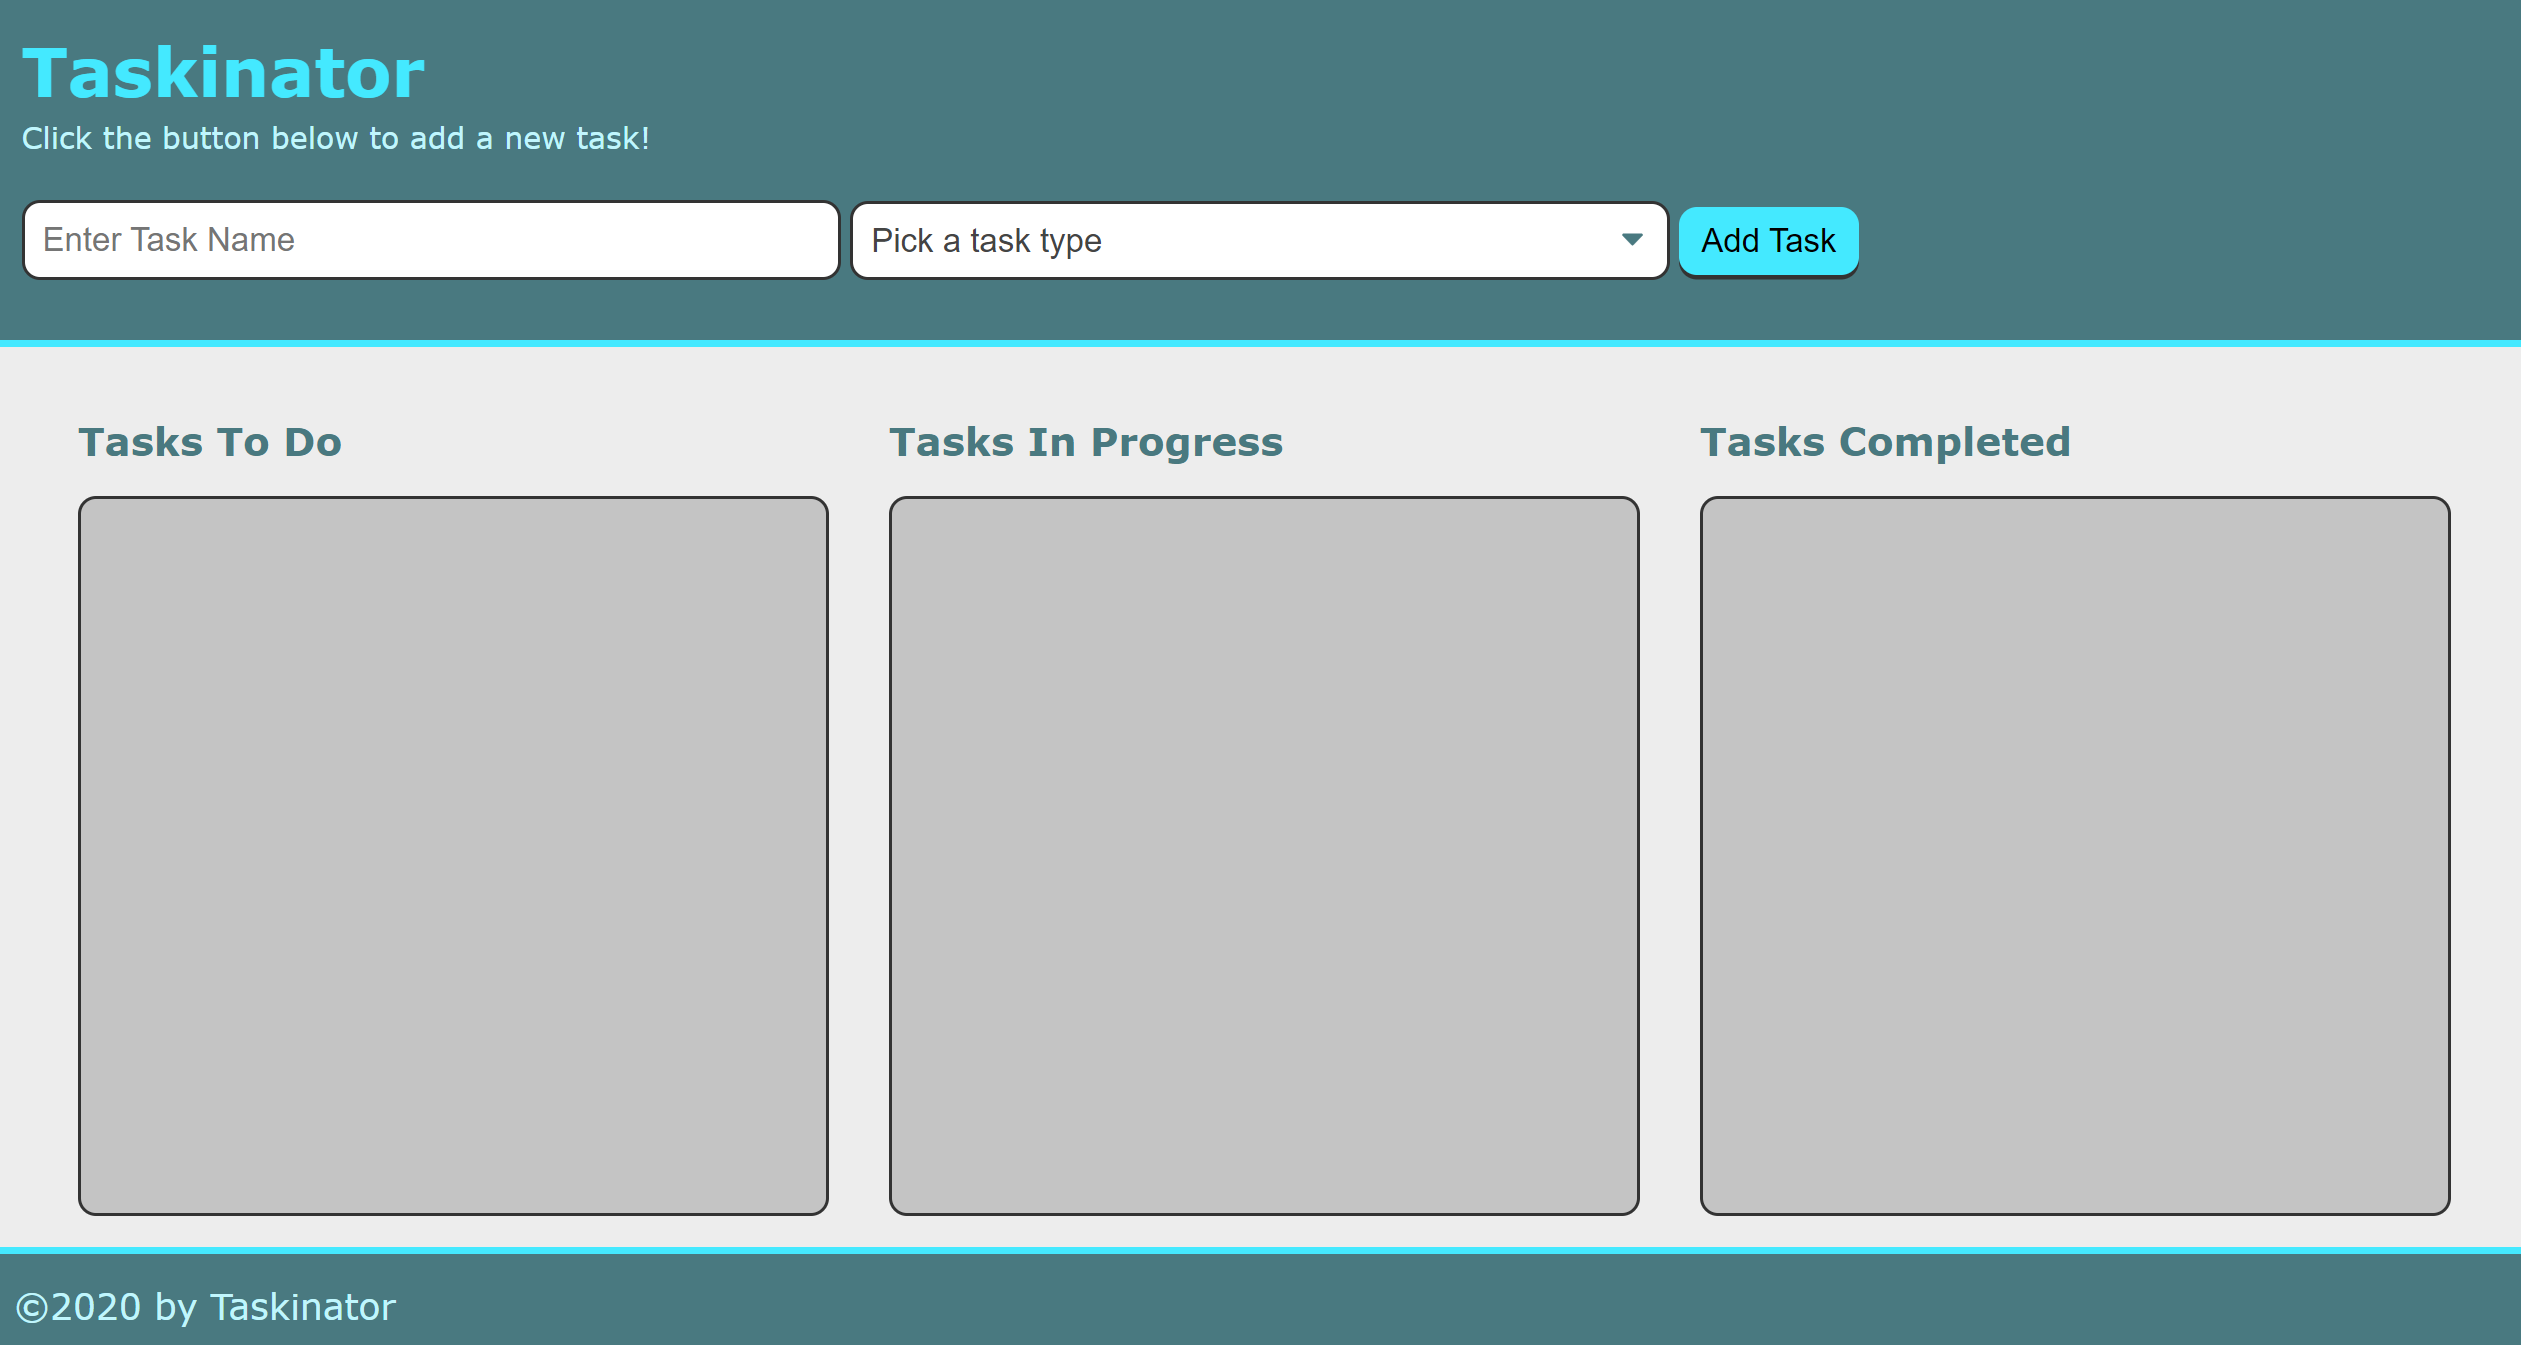 Taskinator
Click the button below to add a new task!
Enter Task Name
Pick a task type
Add Task
Tasks To Do
Tasks In Progress
Tasks Completed
©2020 by Taskinator